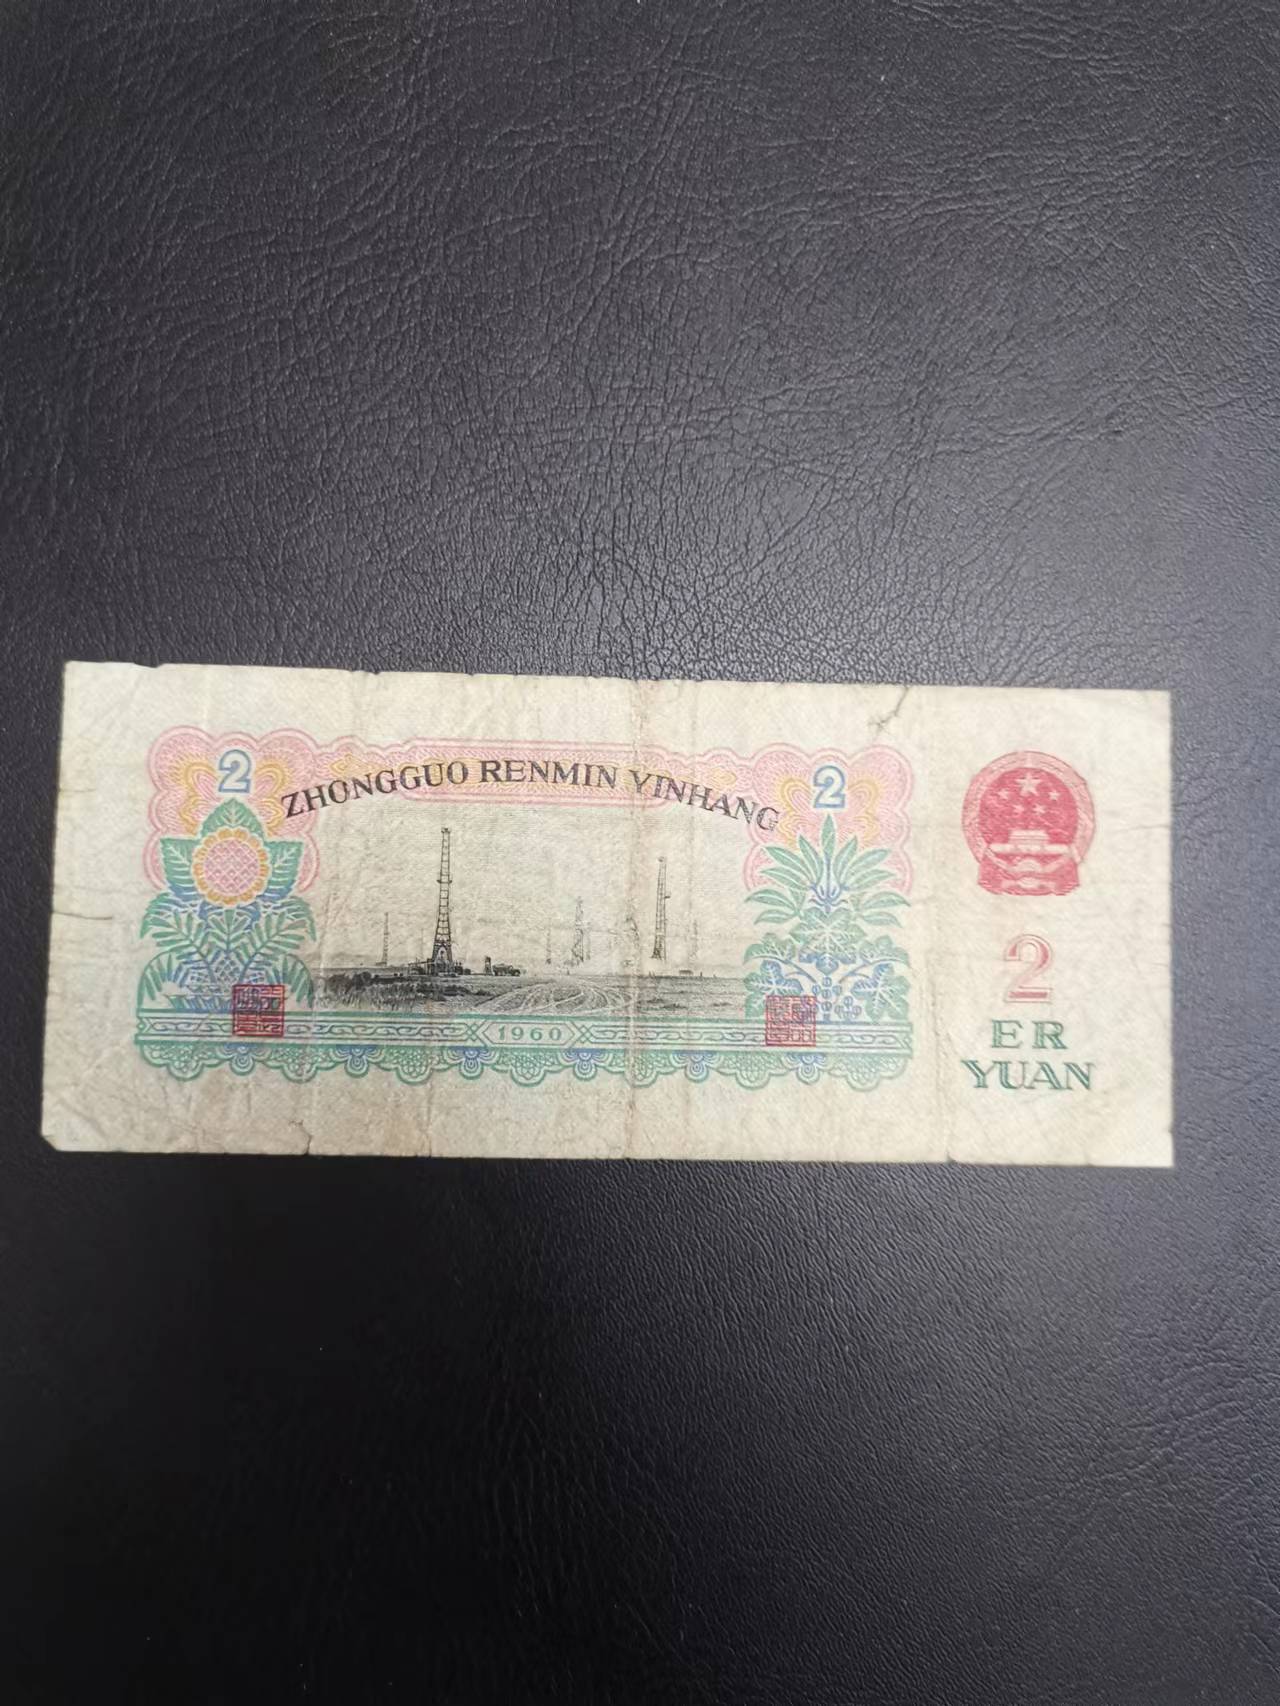 2
ZHONGGUO RENMIN YINHANG
2
1960
2
ER
YUAN